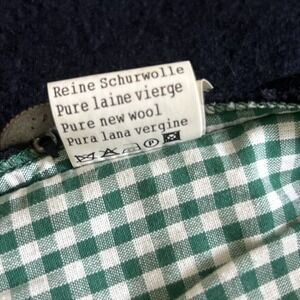 Reine Schurwolle
Pure laine vierge
Pure new wool
Pura lana vergine
P